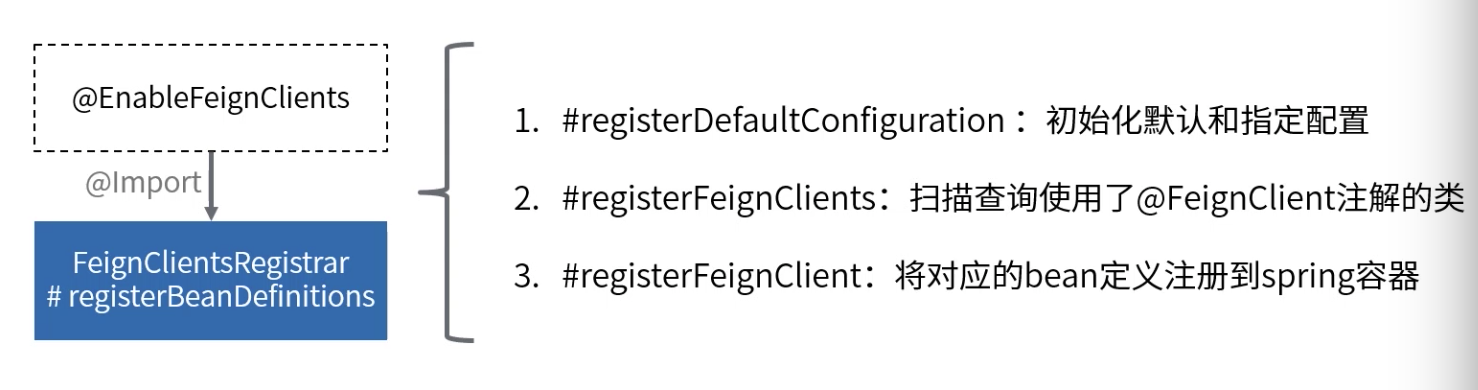 @EnableFeignClients
@Import
FeignClientsRegistrar
# registerBeanDefinitions
1. #registerDefaultConfiguration： 初始化默认和指定配置
2. #registerFeignClients：扫描查询使用了@FeignClient注解的类
3. #registerFeignClient：将对应的bean定义注册到spring容器